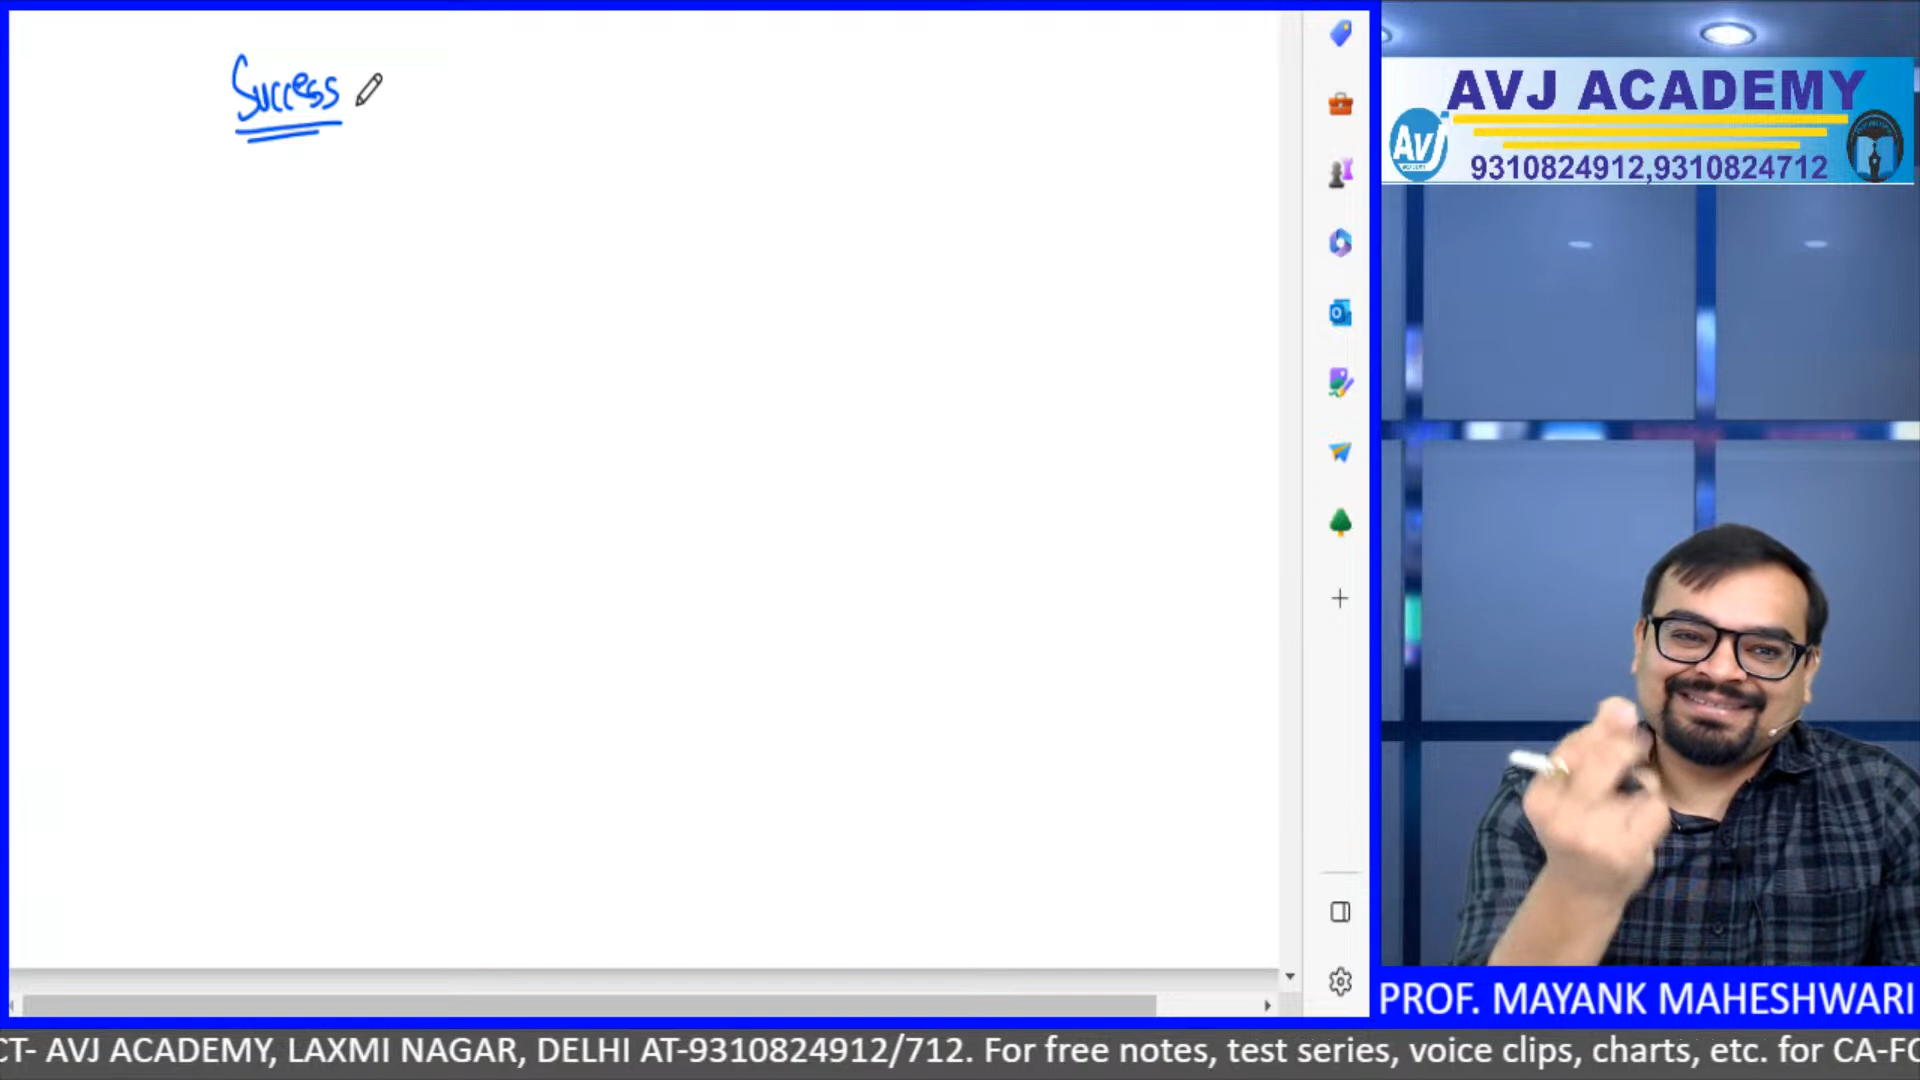 Success
AVJ ACADEMY
AVJ
9310824912,9310824712
PROF. MAYANK MAHESHWARI
CT- AVJ ACADEMY, LAXMI NAGAR, DELHI AT-9310824912/712. For free notes, test series, voice clips, charts, etc. for CA-FO